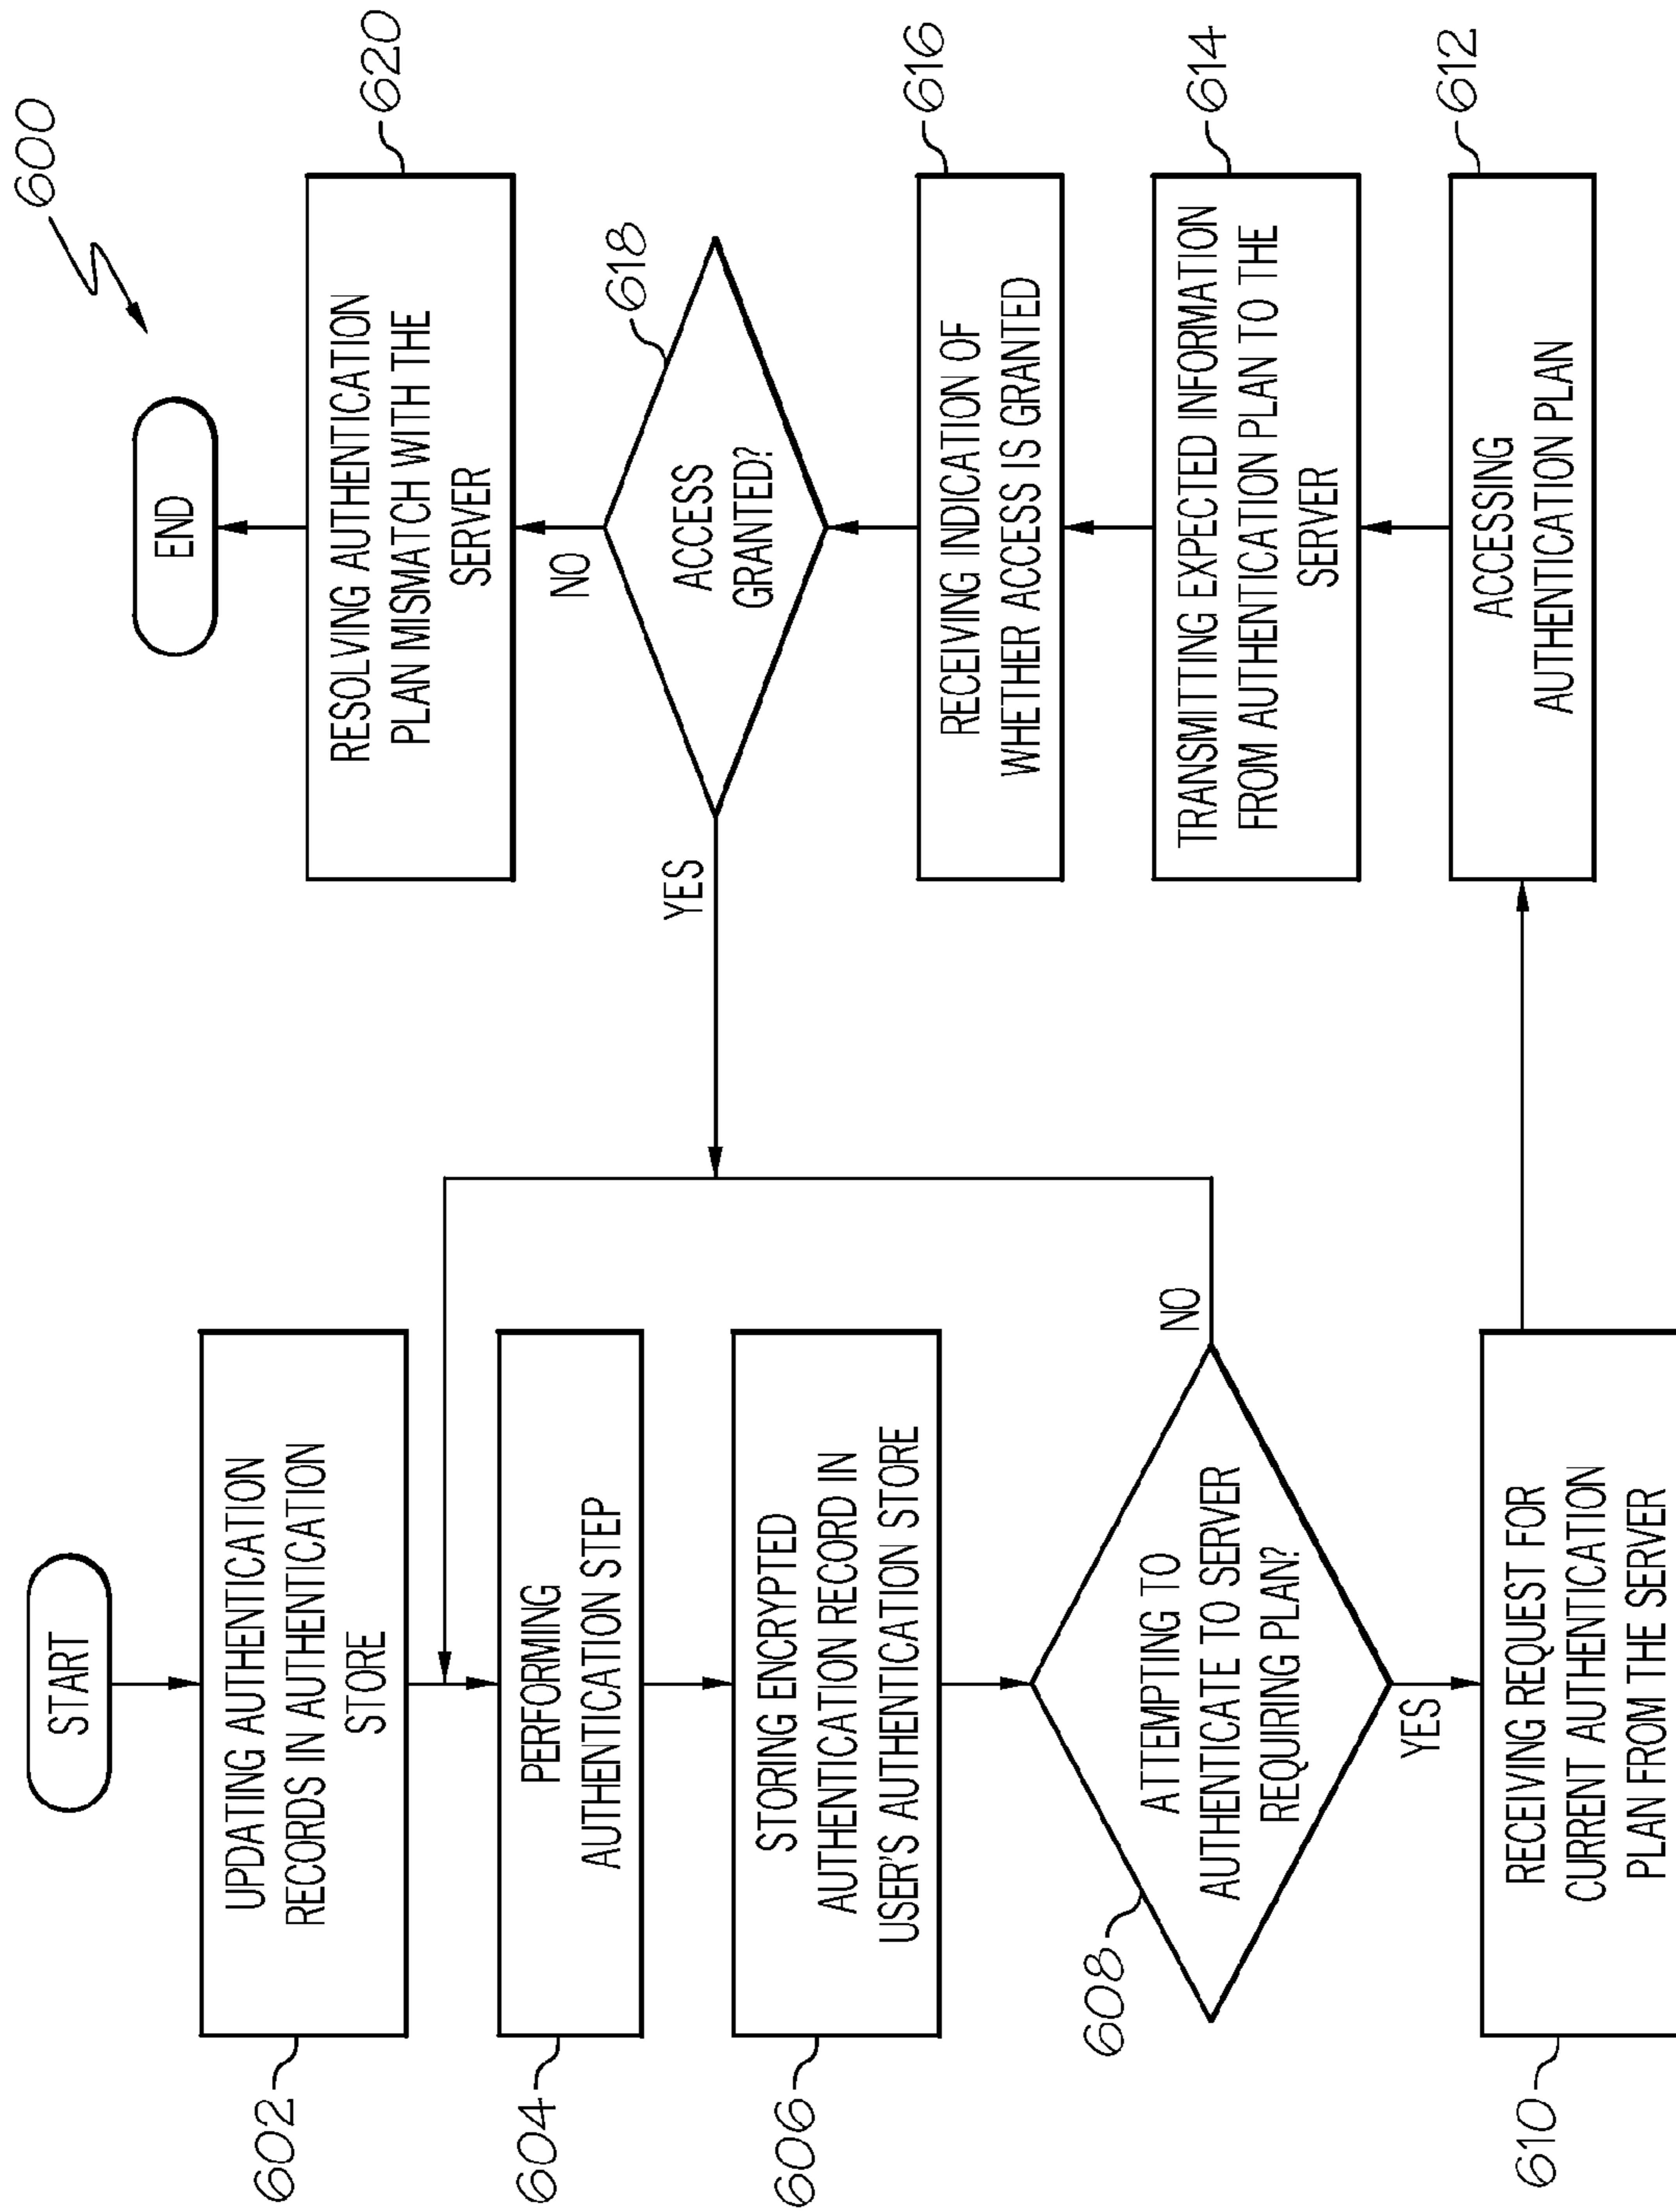 600
START
602
UPDATING AUTHENTICATION
RECORDS IN AUTHENTICATION
STORE
604
PERFORMING
AUTHENTICATION STEP
606
STORING ENCRYPTED
AUTHENTICATION RECORD IN
USER'S AUTHENTICATION STORE
608
ATTEMPTING TO
AUTHENTICATE TO SERVER
REQUIRING PLAN?
NO
YES
610
RECEIVING REQUEST FOR
CURRENT AUTHENTICATION
PLAN FROM THE SERVER
END
620
RESOLVING AUTHENTICATION
PLAN MISMATCH WITH THE
SERVER
NO
618
ACCESS
GRANTED?
YES
616
RECEIVING INDICATION OF
WHETHER ACCESS IS GRANTED
614
TRANSMITTING EXPECTED INFORMATION
FROM AUTHENTICATION PLAN TO THE
SERVER
612
ACCESSING
AUTHENTICATION PLAN